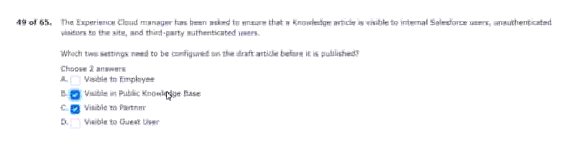 49 of 65. The Experience Cloud manager has been asked to ensure that a Knowledge article is visible to internal Salesforce users, unauthenticated
visitors to the site, and third-party authenticated users.
Which two settings need to be configured on the draft article before it is published?
Choose 2 answers
A. Visible to Employee
B. Visible in Public Knowledge Base
C. Visible to Partner
D. Visible to Guest User